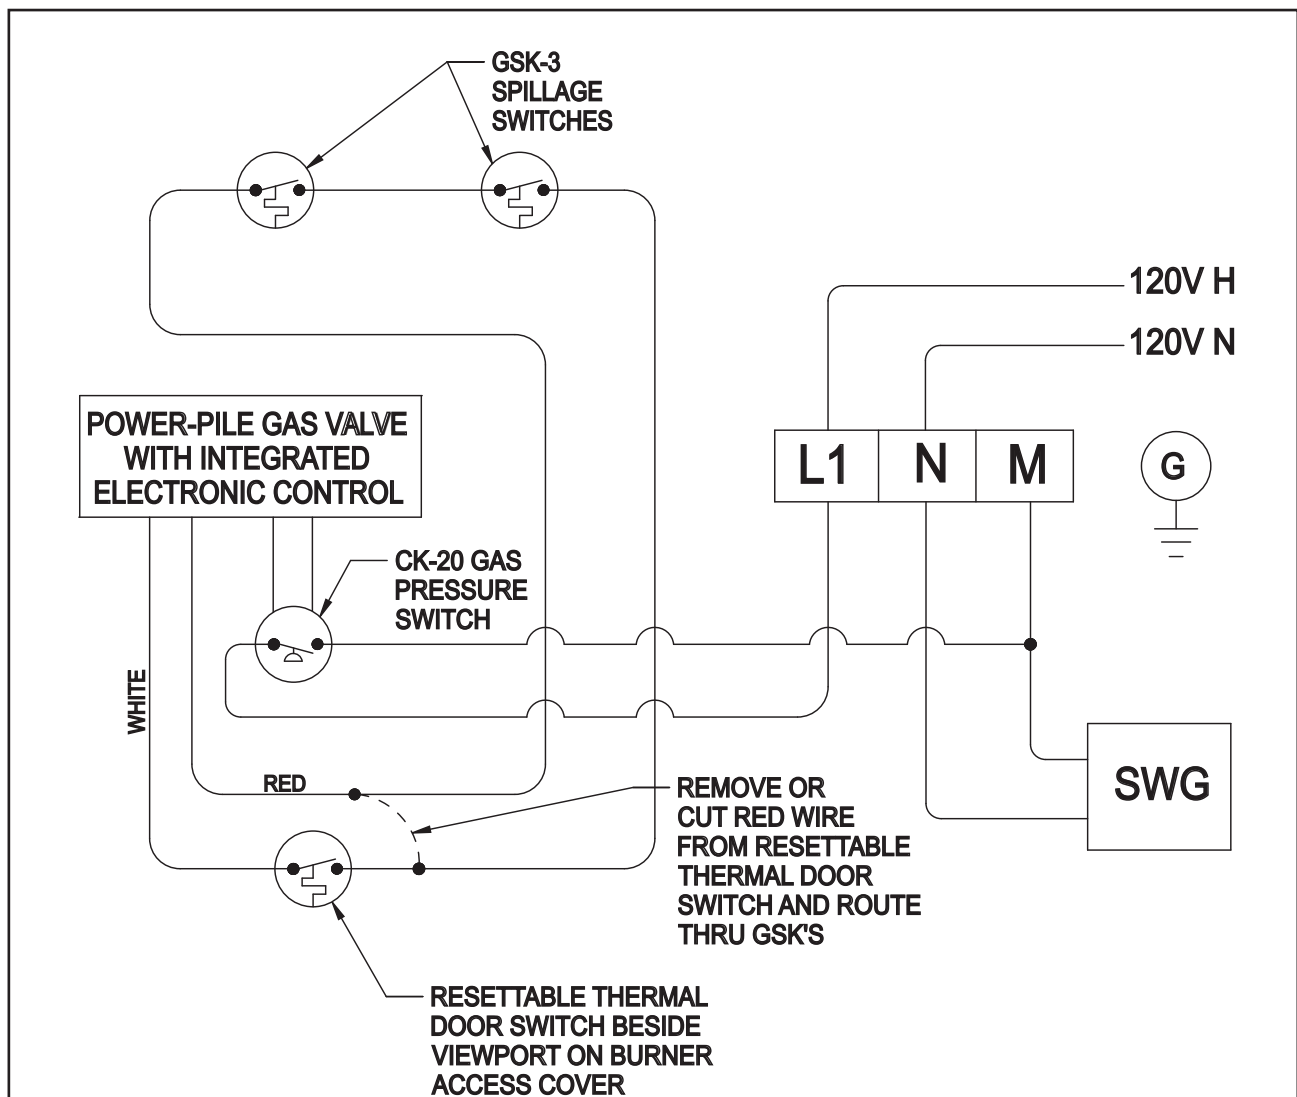 GSK-3
SPILLAGE
SWITCHES
120V H
120V N
POWER-PILE GAS VALVE
WITH INTEGRATED
ELECTRONIC CONTROL
L1 N M
G
CK-20 GAS
PRESSURE
SWITCH
WHITE
RED
SWG
REMOVE OR
CUT RED WIRE
FROM RESETTABLE
THERMAL DOOR
SWITCH AND ROUTE
THRU GSK'S
RESETTABLE THERMAL
DOOR SWITCH BESIDE
VIEWPORT ON BURNER
ACCESS COVER